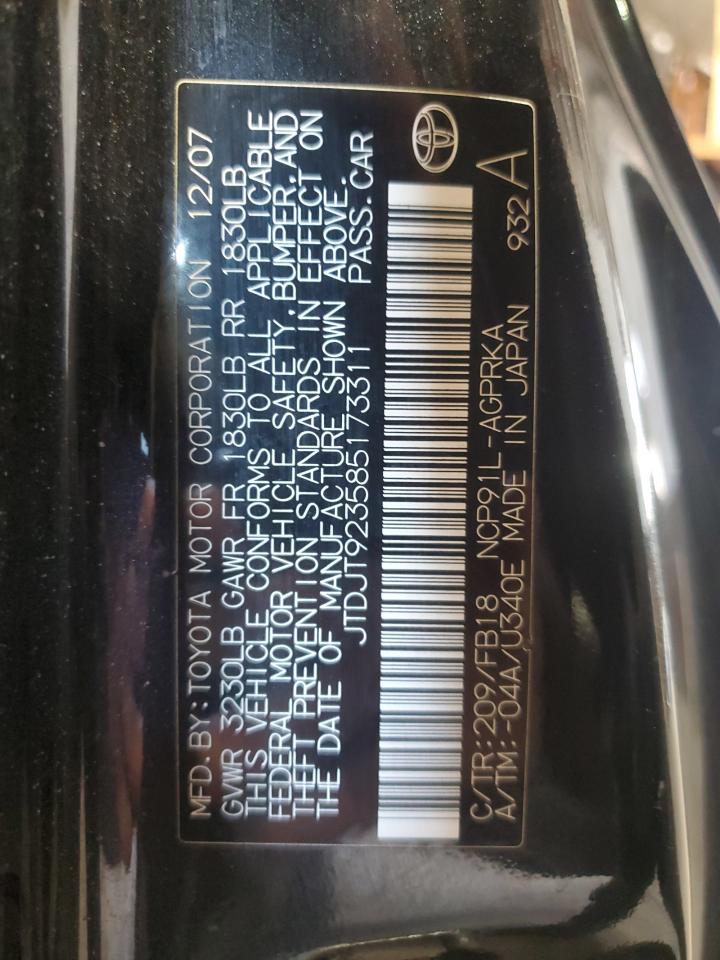 MFD.BY:TOYOTA MOTOR CORPORATION 12/07
GVWR 3230LB GAWR FR 1830LB RR 1830LB
THIS VEHICLE CONFORMS TO ALL APPLICABLE
FEDERAL MOTOR VEHICLE SAFETY,BUMPER,AND
THEFT PREVENTION STANDARDS IN EFFECT ON
THE DATE OF MANUFACTURE SHOWN ABOVE.
JTDJT923585173311 PASS.CAR
C/TR:209/FB18 NCP91L-AGPRKA
A/TM:-04A/U340E MADE IN JAPAN 932A